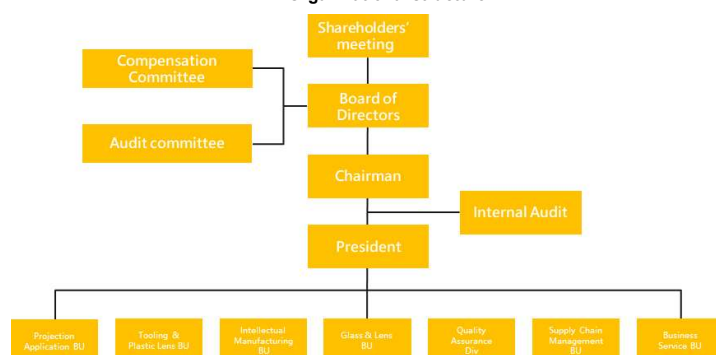 Shareholders'
meeting
Compensation
Committee
Board of
Directors
Audit committee
Chairman
Internal Audit
President
Projection
Application BU
Tooling &
Plastic Lens BU
Intellectual
Manufacturing
BU
Glass & Lens
BU
Quality
Assurance
Div
Supply Chain
Management
BU
Business
Service BU